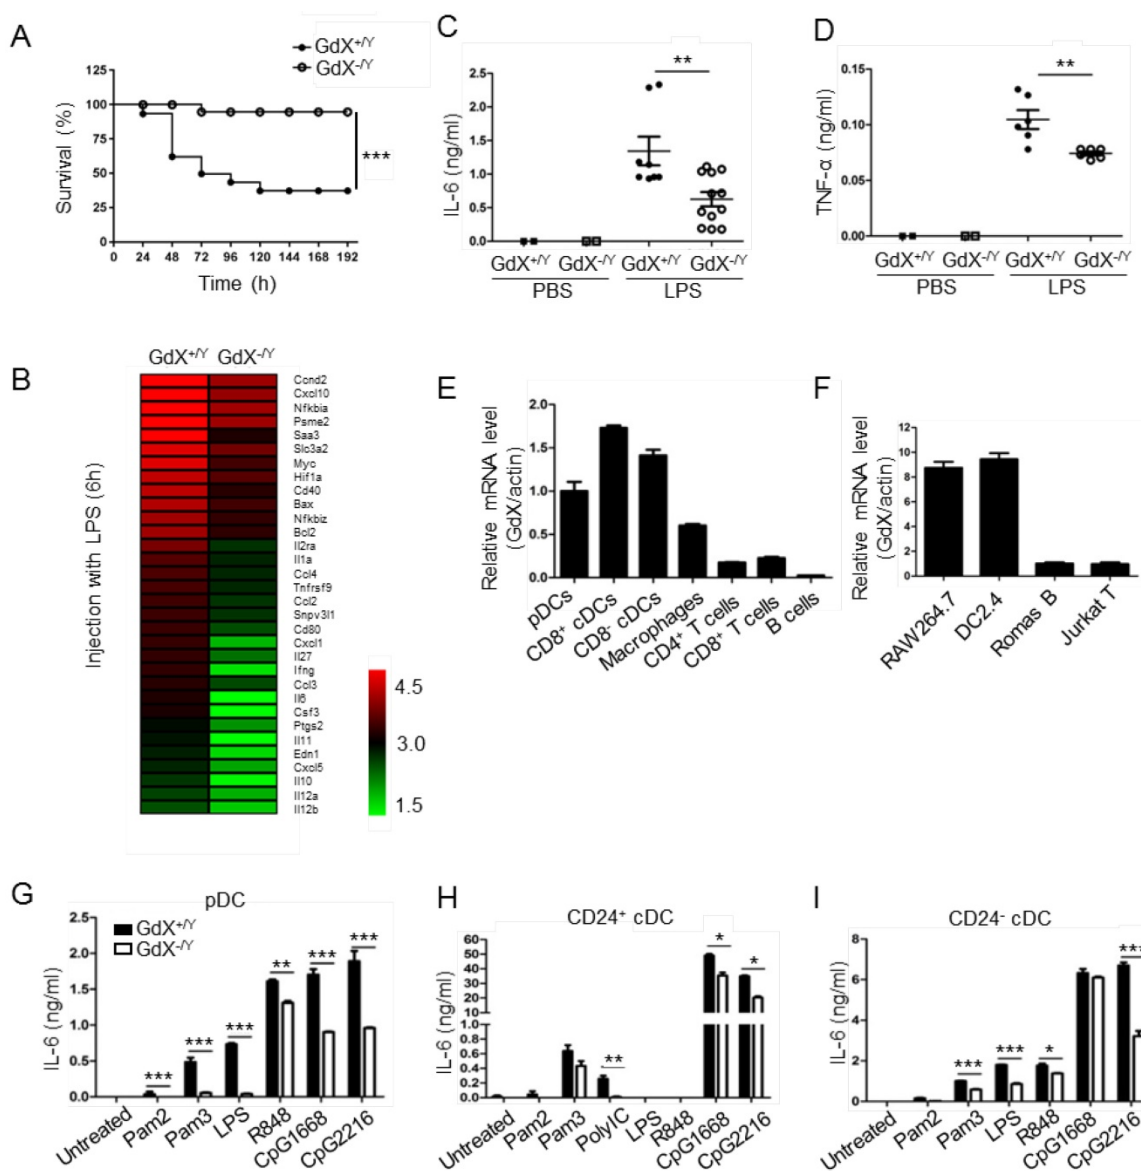 A
GdX+/Y
GdX-/Y
Survival (%)
125
100
75
50
25
0
***
0 24 48 72 96 120 144 168 192
Time (h)
C
IL-6 (ng/ml)
2.5
2.0
1.5
1.0
0.5
0.0
**
GdX+/Y GdX-/Y GdX+/Y GdX-/Y
PBS LPS
D
TNF-α (ng/ml)
0.15
0.10
0.05
0.00
**
GdX+/Y GdX-/Y GdX+/Y GdX-/Y
PBS LPS
B
GdX+/Y GdX-/Y
Injection with LPS (6h)
Ccnd2
Cxcl10
Nfkbia
Psme2
Saa3
Slc3a2
Myc
Hif1a
Cd40
Bax
Nfkbiz
Bcl2
Il2ra
Il1a
Ccl4
Tnfrsf9
Ccl2
Snpv3l1
Cd80
Cxcl1
Il27
Ifng
Ccl3
Il6
Csf3
Ptgs2
Il11
Edn1
Cxcl5
Il10
Il12a
Il12b
4.5
3.0
1.5
E
Relative mRNA level
(GdX/actin)
2.0
1.5
1.0
0.5
0.0
pDCs
CD8+ cDCs
CD8- cDCs
Macrophages
CD4+ T cells
CD8+ T cells
B cells
F
Relative mRNA level
(GdX/actin)
12
10
8
6
4
2
0
RAW264.7
DC2.4
Romas B
Jurkat T
G
pDC
GdX+/Y
GdX-/Y
IL-6 (ng/ml)
2.5
2.0
1.5
1.0
0.5
0.0
*** *** *** ** *** ***
Untreated
Pam2
Pam3
LPS
R848
CpG1668
CpG2216
H
CD24+ cDC
IL-6 (ng/ml)
60
50
40
30
20
10
0.8
0.6
0.4
0.2
0.0
** * *
Untreated
Pam2
Pam3
PolyIC
LPS
R848
CpG1668
CpG2216
I
CD24- cDC
IL-6 (ng/ml)
6
4
2
0
*** *** * ***
Untreated
Pam2
Pam3
LPS
R848
CpG1668
CpG2216